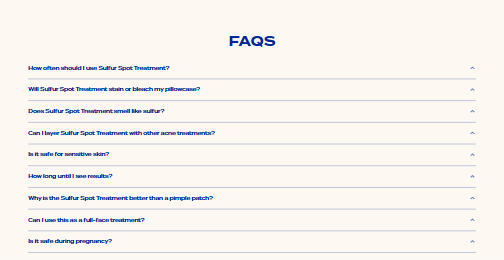 FAQS
How often should I use Sulfur Spot Treatment?
Will Sulfur Spot Treatment stain or bleach my pillowcase?
Does Sulfur Spot Treatment smell like sulfur?
Can I layer Sulfur Spot Treatment with other acne treatments?
Is it safe for sensitive skin?
How long until I see results?
Why is the Sulfur Spot Treatment better than a pimple patch?
Can I use this as a full-face treatment?
Is it safe during pregnancy?